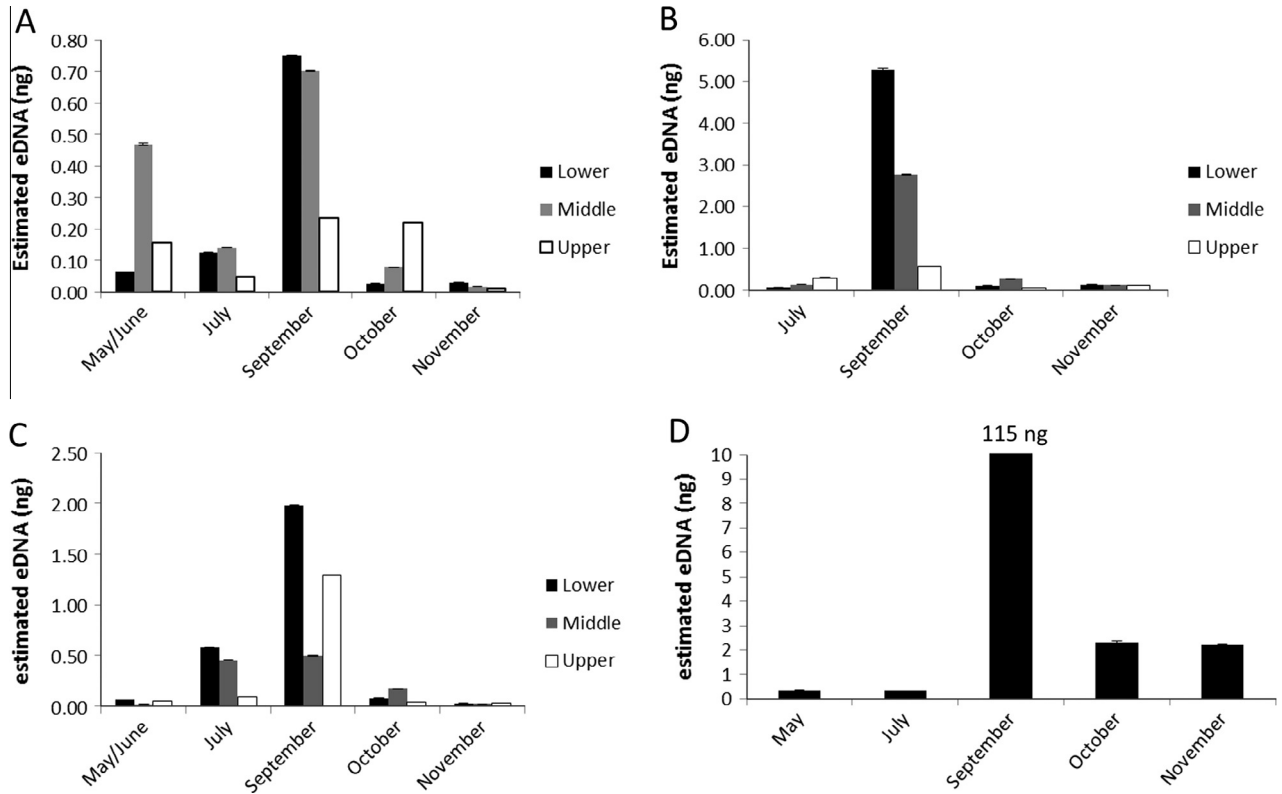 A
Estimated eDNA (ng)
0.80
0.70
0.60
0.50
0.40
0.30
0.20
0.10
0.00
May/June
July
September
October
November
Lower
Middle
Upper
B
Estimated eDNA (ng)
6.00
5.00
4.00
3.00
2.00
1.00
0.00
July
September
October
November
Lower
Middle
Upper
C
estimated eDNA (ng)
2.50
2.00
1.50
1.00
0.50
0.00
May/June
July
September
October
November
Lower
Middle
Upper
D
115 ng
estimated eDNA (ng)
10
9
8
7
6
5
4
3
2
1
0
May
July
September
October
November